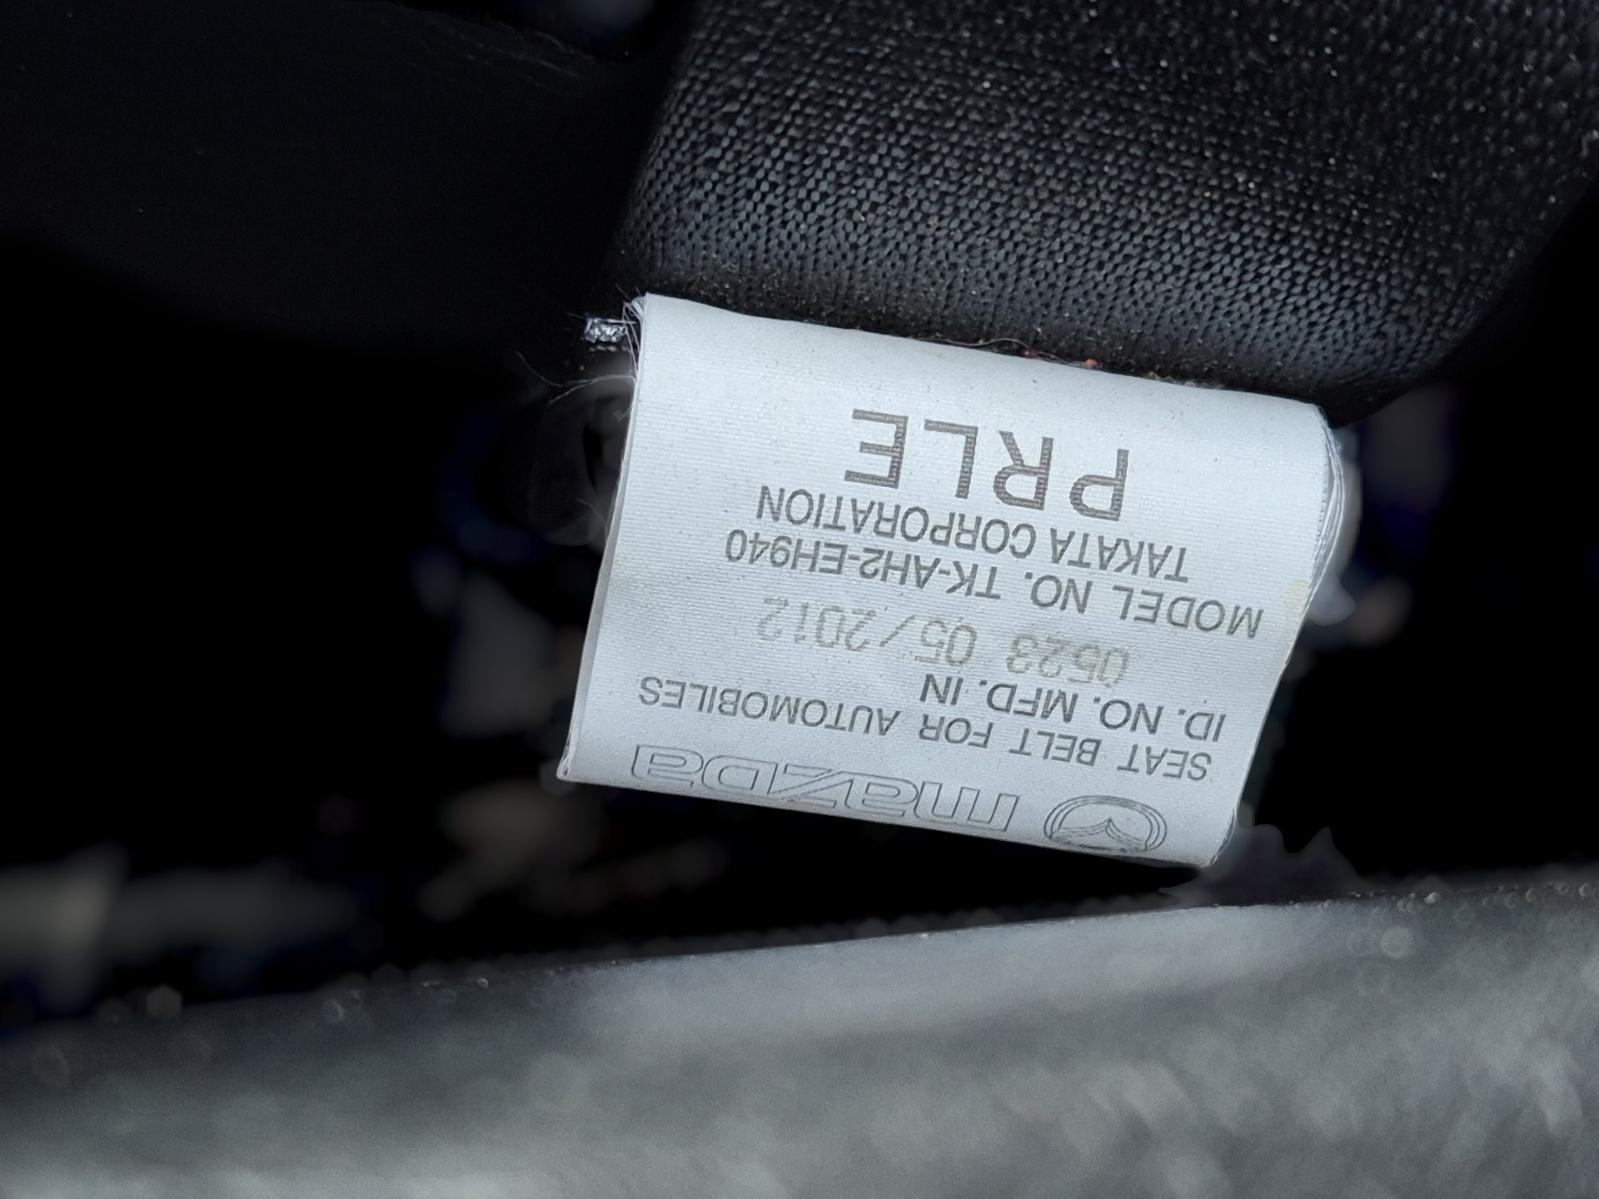 mazda
SEAT BELT FOR AUTOMOBILES
ID. NO. MFD. IN
0523 05/2012
MODEL NO. TK-AH2-EH940
TAKATA CORPORATION
PRLE